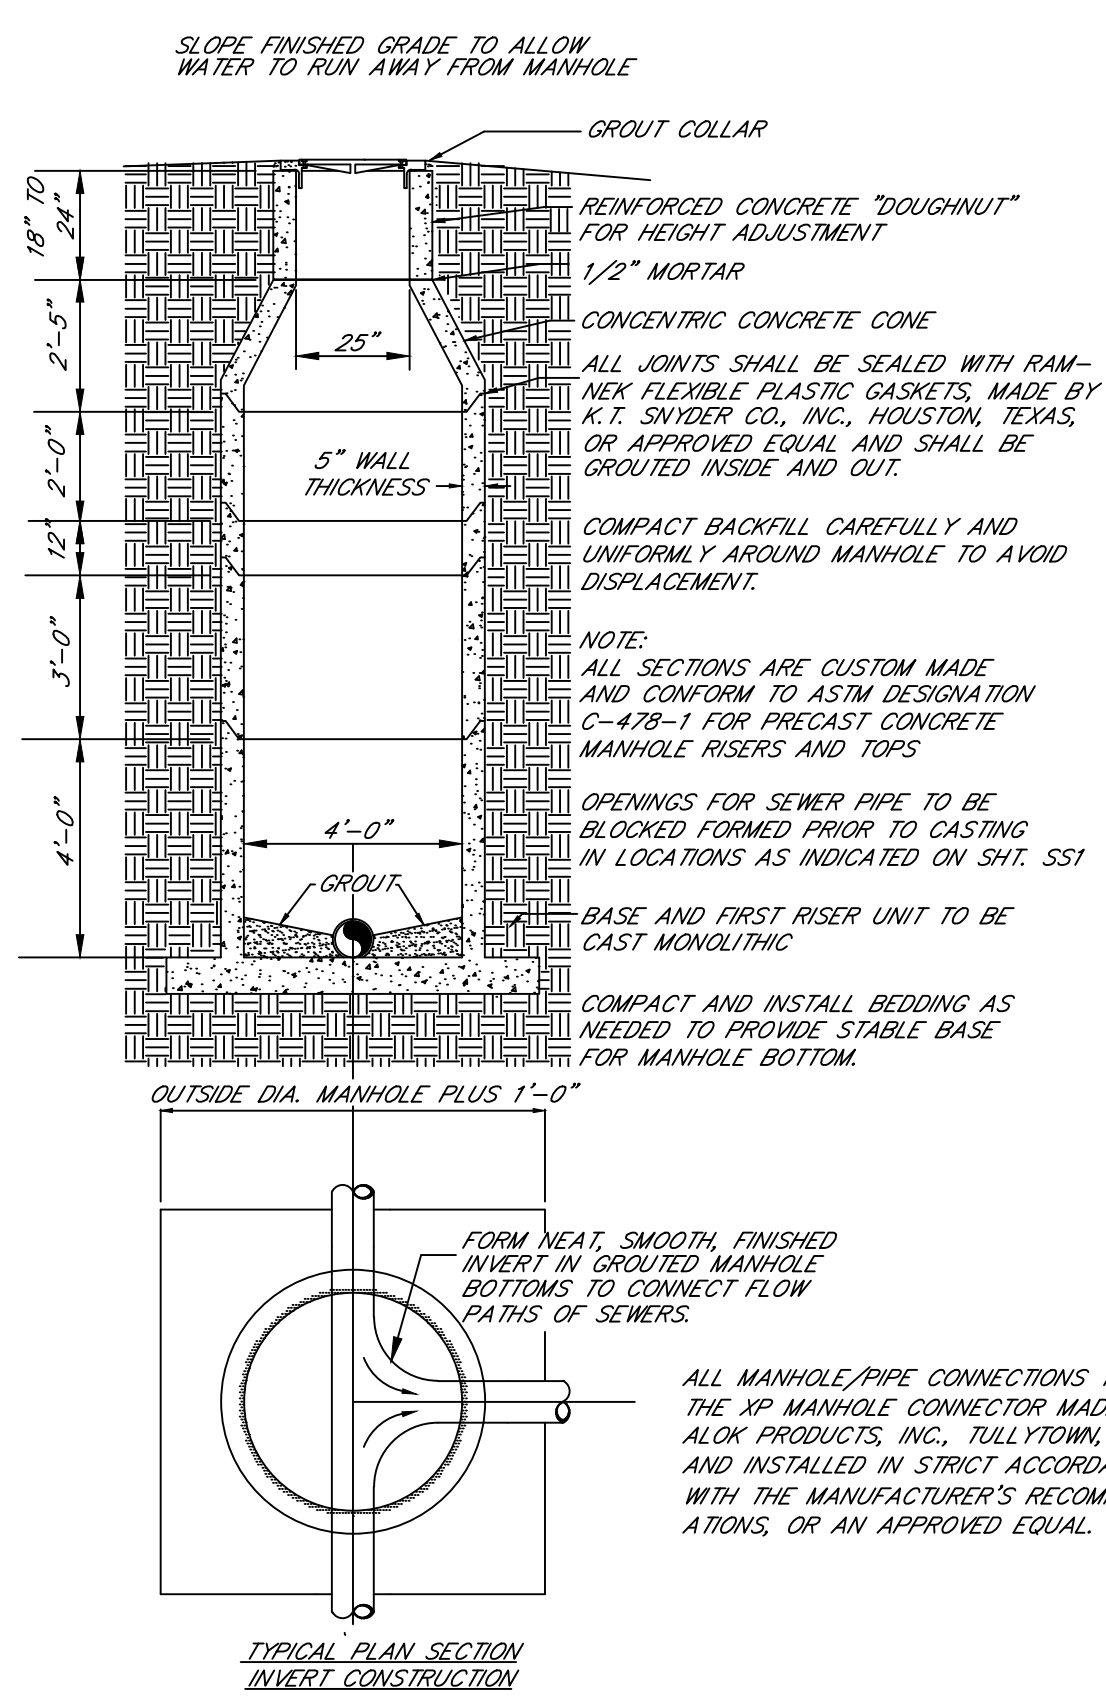 SLOPE FINISHED GRADE TO ALLOW
WATER TO RUN AWAY FROM MANHOLE
GROUT COLLAR
18" TO
24"
REINFORCED CONCRETE "DOUGHNUT"
FOR HEIGHT ADJUSTMENT
1/2" MORTAR
2'-5"
CONCENTRIC CONCRETE CONE
25"
ALL JOINTS SHALL BE SEALED WITH RAM-
NEK FLEXIBLE PLASTIC GASKETS, MADE BY
K.T. SNYDER CO., INC., HOUSTON, TEXAS,
OR APPROVED EQUAL AND SHALL BE
GROUTED INSIDE AND OUT.
2'-0"
5" WALL
THICKNESS
12"
COMPACT BACKFILL CAREFULLY AND
UNIFORMLY AROUND MANHOLE TO AVOID
DISPLACEMENT.
3'-0"
NOTE:
ALL SECTIONS ARE CUSTOM MADE
AND CONFORM TO ASTM DESIGNATION
C-478-1 FOR PRECAST CONCRETE
MANHOLE RISERS AND TOPS
4'-0"
4'-0"
OPENINGS FOR SEWER PIPE TO BE
BLOCKED FORMED PRIOR TO CASTING
IN LOCATIONS AS INDICATED ON SHT. SS1
GROUT
BASE AND FIRST RISER UNIT TO BE
CAST MONOLITHIC
COMPACT AND INSTALL BEDDING AS
NEEDED TO PROVIDE STABLE BASE
FOR MANHOLE BOTTOM.
OUTSIDE DIA. MANHOLE PLUS 1'-0"
FORM NEAT, SMOOTH, FINISHED
INVERT IN GROUTED MANHOLE
BOTTOMS TO CONNECT FLOW
PATHS OF SEWERS.
ALL MANHOLE/PIPE CONNECTIONS
THE XP MANHOLE CONNECTOR MAD
ALOK PRODUCTS, INC., TULLYTOWN,
AND INSTALLED IN STRICT ACCORDA
WITH THE MANUFACTURER'S RECOM
ATIONS, OR AN APPROVED EQUAL.
TYPICAL PLAN SECTION
INVERT CONSTRUCTION